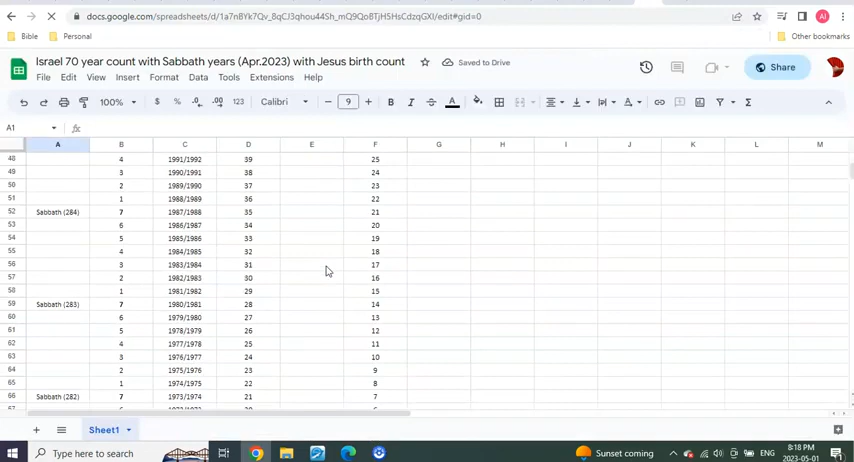 docs.google.com/spreadsheets/d/1a7nBYk7Qv_8qCJ3qhou44Sh_mQ9QoBTjH5HsCdzqGXI/edit#gid=0
AI
Bible Personal Other bookmarks
Israel 70 year count with Sabbath years (Apr.2023) with Jesus birth count Saved to Drive
File Edit View Insert Format Data Tools Extensions Help
Share
100% $ % .0 .00 123 Calibri 9 B I S A
A1 fx
A B C D E F G H I J K L M
48 4 1991/1992 39 25
49 3 1990/1991 38 24
50 2 1989/1990 37 23
51 1 1988/1989 36 22
52 Sabbath (284) 7 1987/1988 35 21
53 6 1986/1987 34 20
54 5 1985/1986 33 19
55 4 1984/1985 32 18
56 3 1983/1984 31 17
57 2 1982/1983 30 16
58 1 1981/1982 29 15
59 Sabbath (283) 7 1980/1981 28 14
60 6 1979/1980 27 13
61 5 1978/1979 26 12
62 4 1977/1978 25 11
63 3 1976/1977 24 10
64 2 1975/1976 23 9
65 1 1974/1975 22 8
66 Sabbath (282) 7 1973/1974 21 7
Sheet1
Type here to search
Sunset coming
ENG
8:18 PM
2023-05-01